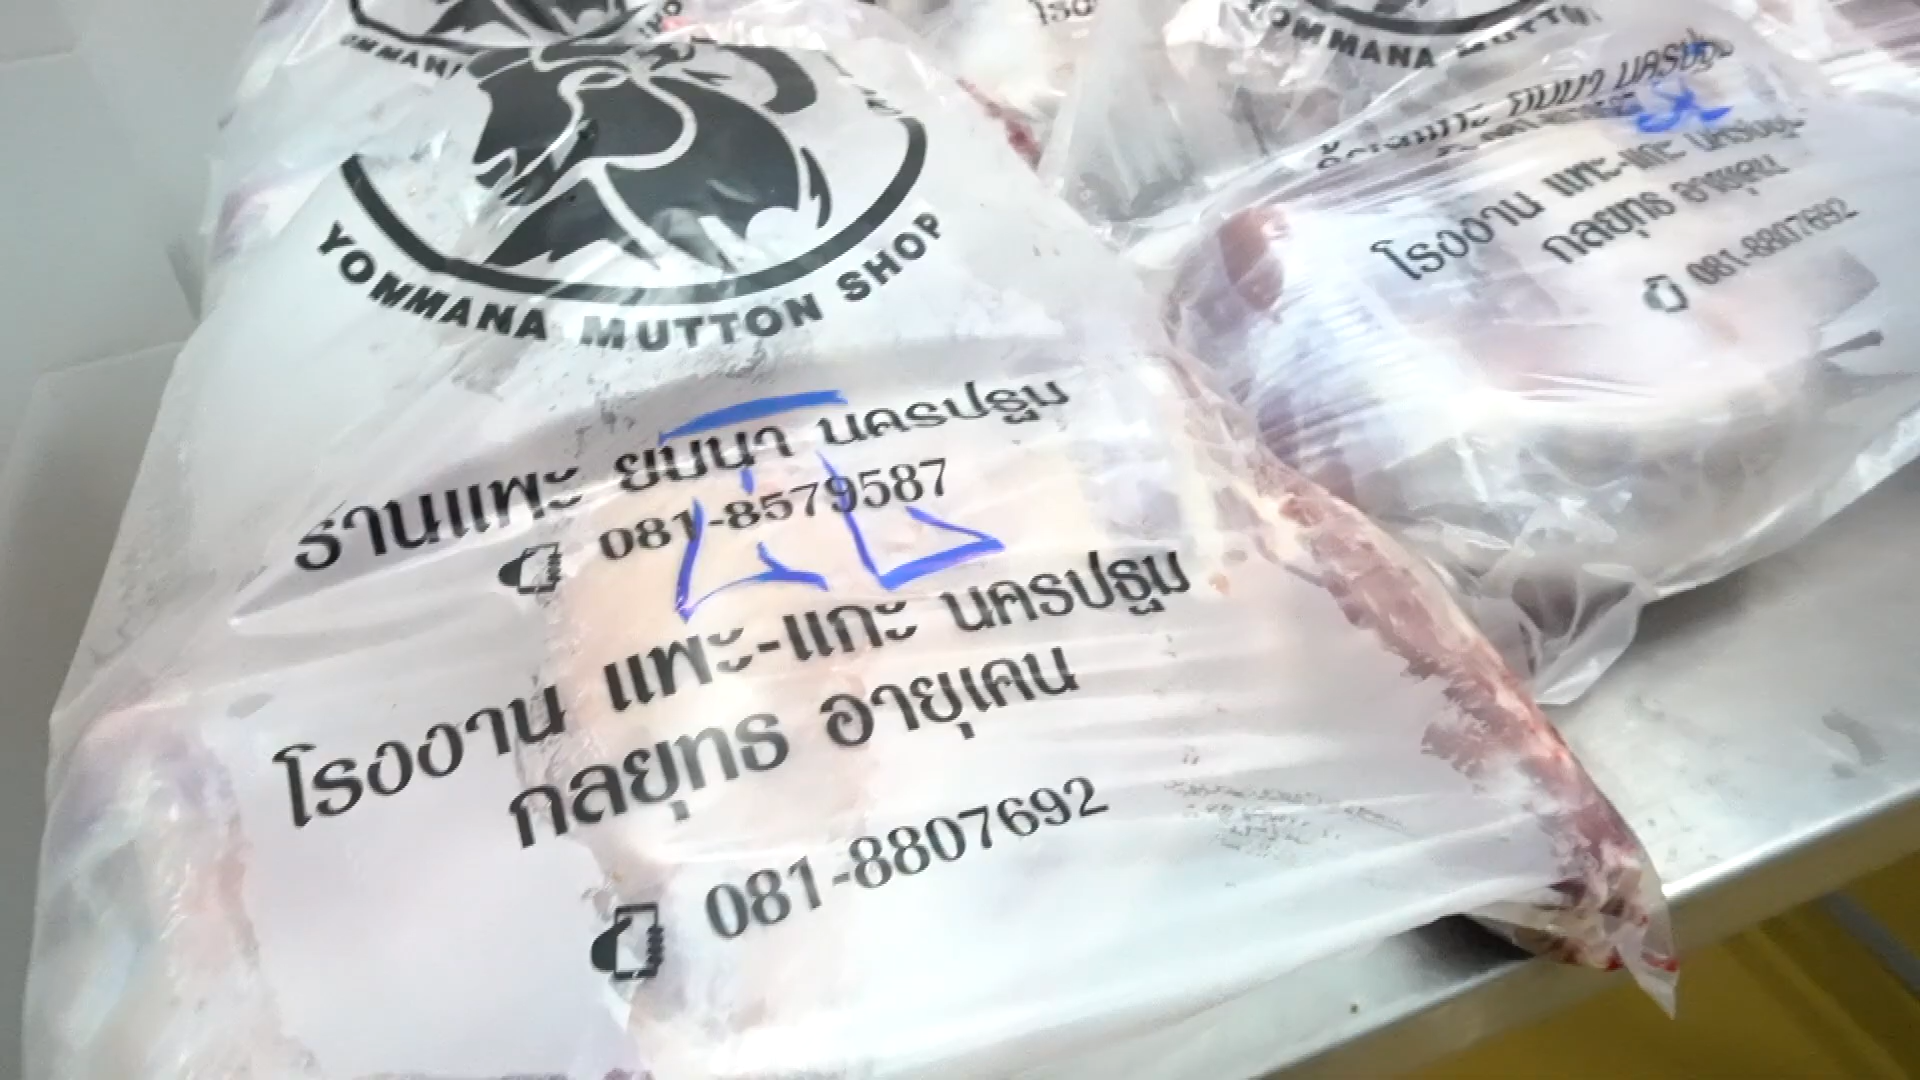 YOMMANA MUTTON SHOP
ร้านแพะ ยมนา นครปฐม
081-8579587
โรงงาน แพะ-แกะ นครปฐม
กลยุทธ อายุเคน
081-8807692
YOMMANA
โรงงาน แพะ-แกะ นครปฐม
กลยุทธ อายุเคน
081-8807692